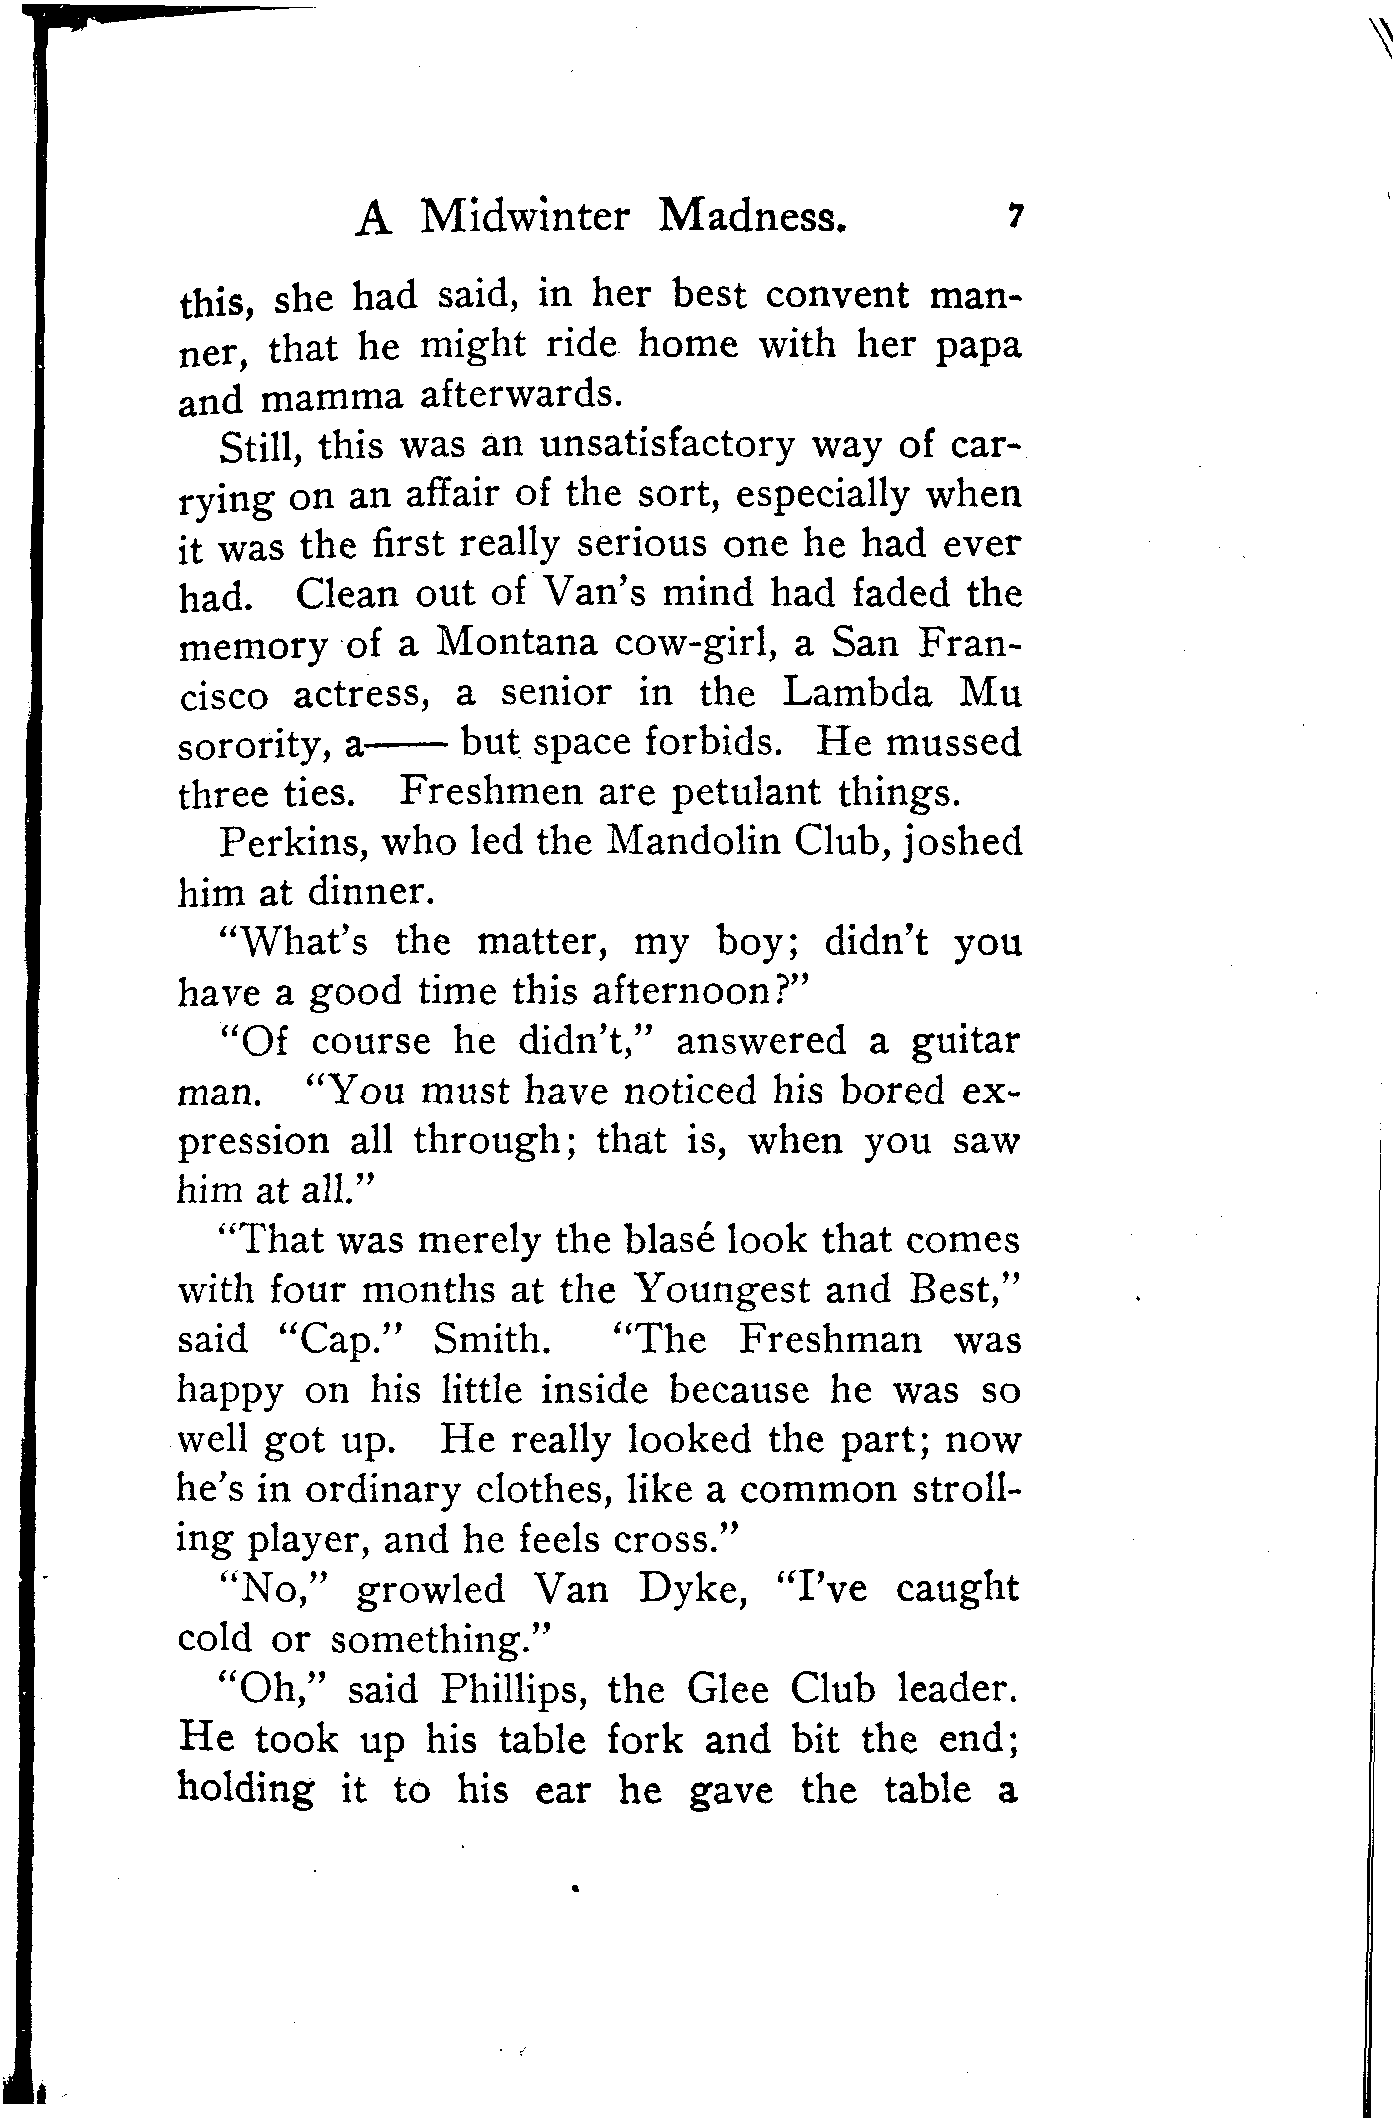 A Midwinter Madness. 7
this, she had said, in her best convent man-
ner, that he might ride home with her papa
and mamma afterwards.
Still, this was an unsatisfactory way of car-
rying on an affair of the sort, especially when
it was the first really serious one he had ever
had. Clean out of Van's mind had faded the
memory of a Montana cow-girl, a San Fran-
cisco actress, a senior in the Lambda Mu
sorority, a—— but space forbids. He mussed
three ties. Freshmen are petulant things.
Perkins, who led the Mandolin Club, joshed
him at dinner.
"What's the matter, my boy; didn't you
have a good time this afternoon?"
"Of course he didn't," answered a guitar
man. "You must have noticed his bored ex-
pression all through; that is, when you saw
him at all."
"That was merely the blasé look that comes
with four months at the Youngest and Best,"
said "Cap." Smith. "The Freshman was
happy on his little inside because he was so
well got up. He really looked the part; now
he's in ordinary clothes, like a common stroll-
ing player, and he feels cross."
"No," growled Van Dyke, "I've caught
cold or something."
"Oh," said Phillips, the Glee Club leader.
He took up his table fork and bit the end;
holding it to his ear he gave the table a